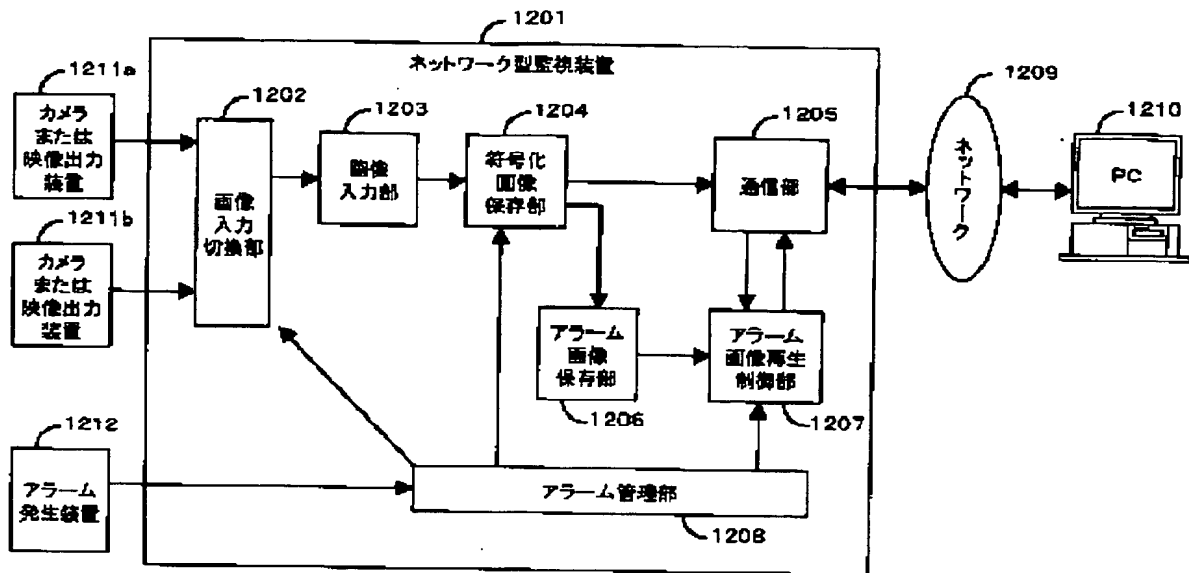 1201
ネットワーク型監視装置
1211a
カメラ
または
映像出力
装置
1202
画像
入力
切換部
1203
画像
入力部
1204
符号化
画像
保存部
1205
通信部
1209
ネットワーク
1210
PC
1211b
カメラ
または
映像出力
装置
アラーム
画像
保存部
1206
アラーム
画像再生
制御部
1207
1212
アラーム
発生装置
アラーム管理部
1208